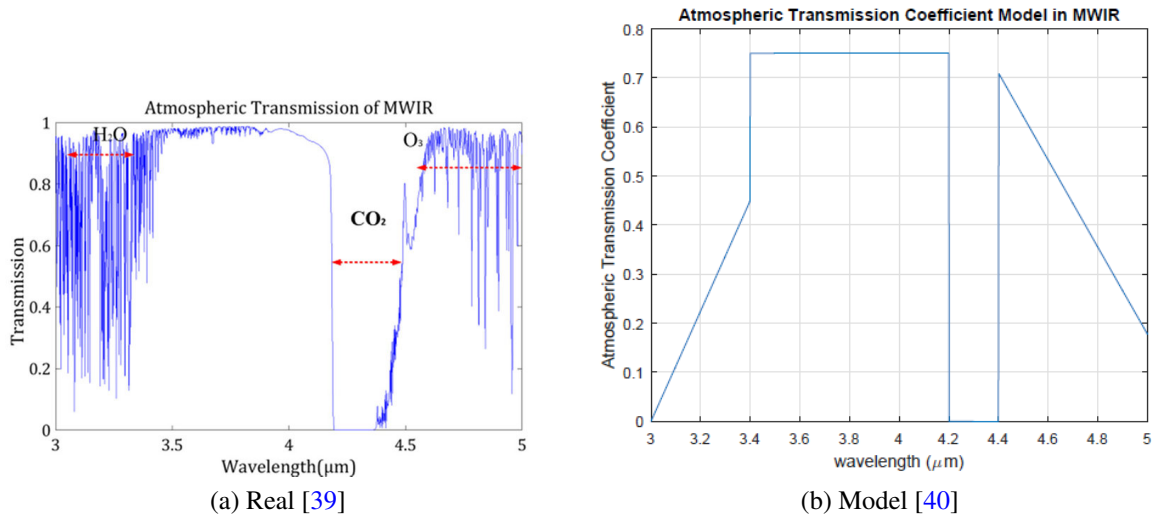 Atmospheric Transmission of MWIR
Transmission
1
0.8
0.6
0.4
0.2
0
H₂O
O₃
CO₂
3
3.5
4
4.5
5
Wavelength(μm)
(a) Real [39]
Atmospheric Transmission Coefficient Model in MWIR
Atmospheric Transmission Coefficient
0.8
0.7
0.6
0.5
0.4
0.3
0.2
0.1
0
3
3.2
3.4
3.6
3.8
4
4.2
4.4
4.6
4.8
5
wavelength (μm)
(b) Model [40]